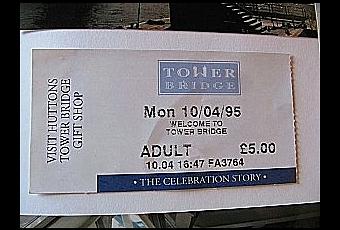 VISIT HUTTONS
TOWER BRIDGE
GIFT SHOP
TOWER
BRIDGE
Mon 10/04/95
WELCOME TO
TOWER BRIDGE
ADULT £5.00
10.04 16:47 FA3764
• THE CELEBRATION STORY •